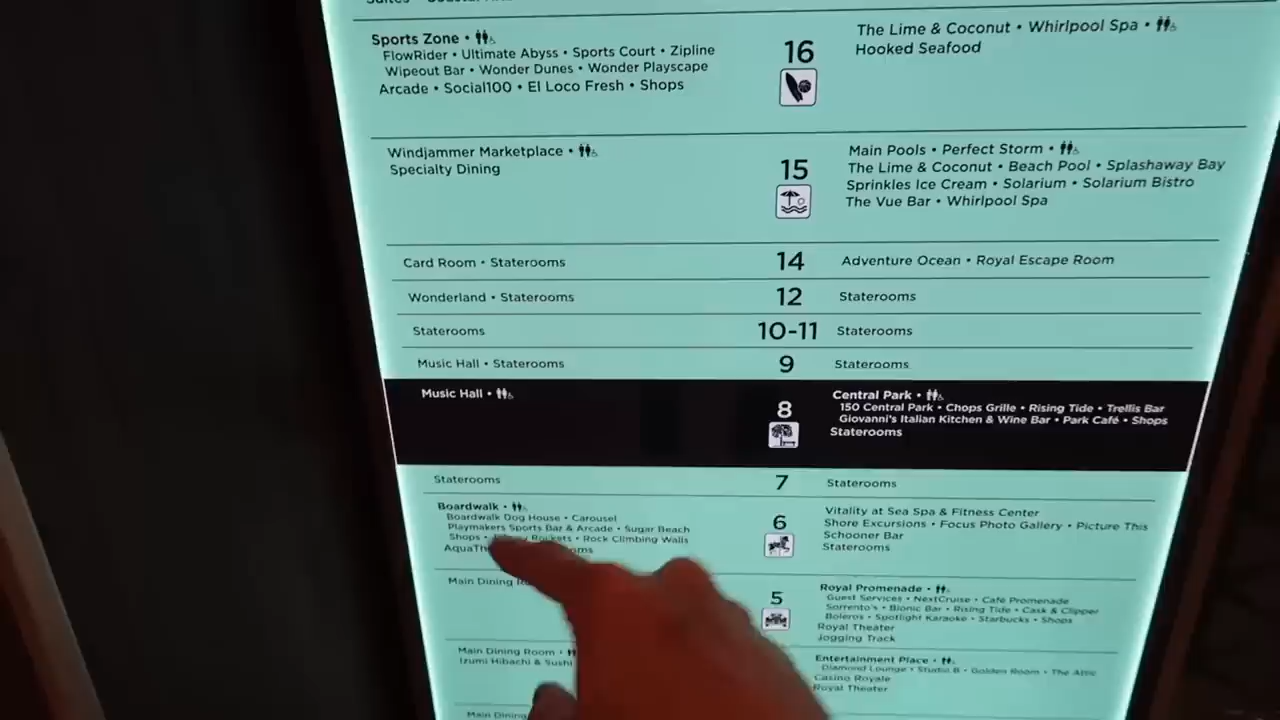 Sports Zone •
FlowRider • Ultimate Abyss • Sports Court • Zipline
Wipeout Bar • Wonder Dunes • Wonder Playscape
Arcade • Social100 • El Loco Fresh • Shops
16
The Lime & Coconut • Whirlpool Spa •
Hooked Seafood
Windjammer Marketplace •
Specialty Dining
15
Main Pools • Perfect Storm •
The Lime & Coconut • Beach Pool • Splashaway Bay
Sprinkles Ice Cream • Solarium • Solarium Bistro
The Vue Bar • Whirlpool Spa
Card Room • Staterooms
14
Adventure Ocean • Royal Escape Room
Wonderland • Staterooms
12
Staterooms
Staterooms
10-11
Staterooms
Music Hall • Staterooms
9
Staterooms
Music Hall •
8
Central Park •
150 Central Park • Chops Grille • Rising Tide • Trellis Bar
Giovanni's Italian Kitchen & Wine Bar • Park Café • Shops
Staterooms
Staterooms
7
Staterooms
Boardwalk •
Boardwalk Dog House • Carousel
Playmakers Sports Bar & Arcade • Sugar Beach
Shops • Rockets • Rock Climbing Walls
6
Vitality at Sea Spa & Fitness Center
Shore Excursions • Focus Photo Gallery • Picture This
Schooner Bar
Staterooms
Main Dining
5
Royal Promenade •
Guest Services • NextCruise • Café Promenade
Sorrento's • Bionic Bar • Rising Tide • Cask & Clipper
Boleros • Spotlight Karaoke • Starbucks • Shops
Royal Theater
Jogging Track
Main Dining Room •
Izumi Hibachi & Sushi
Entertainment Place •
Diamond Lounge • Studio B • Golden Room • The Attic
Casino Royale
Royal Theater
Main Dining